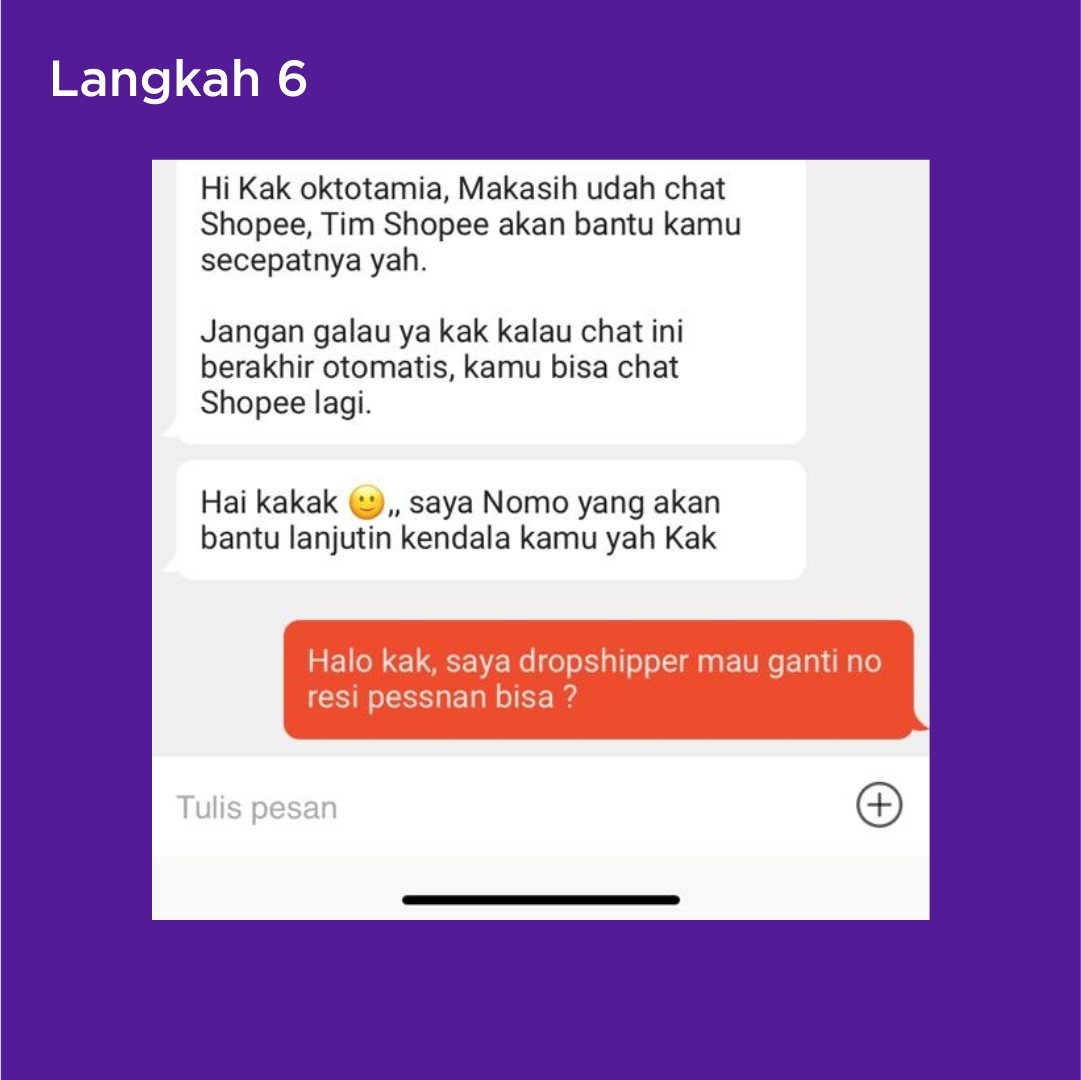 Langkah 6
Hi Kak oktotamia, Makasih udah chat
Shopee, Tim Shopee akan bantu kamu
secepatnya yah.
Jangan galau ya kak kalau chat ini
berakhir otomatis, kamu bisa chat
Shopee lagi.
Hai kakak 🙂,, saya Nomo yang akan
bantu lanjutin kendala kamu yah Kak
Halo kak, saya dropshipper mau ganti no
resi pessnan bisa ?
Tulis pesan